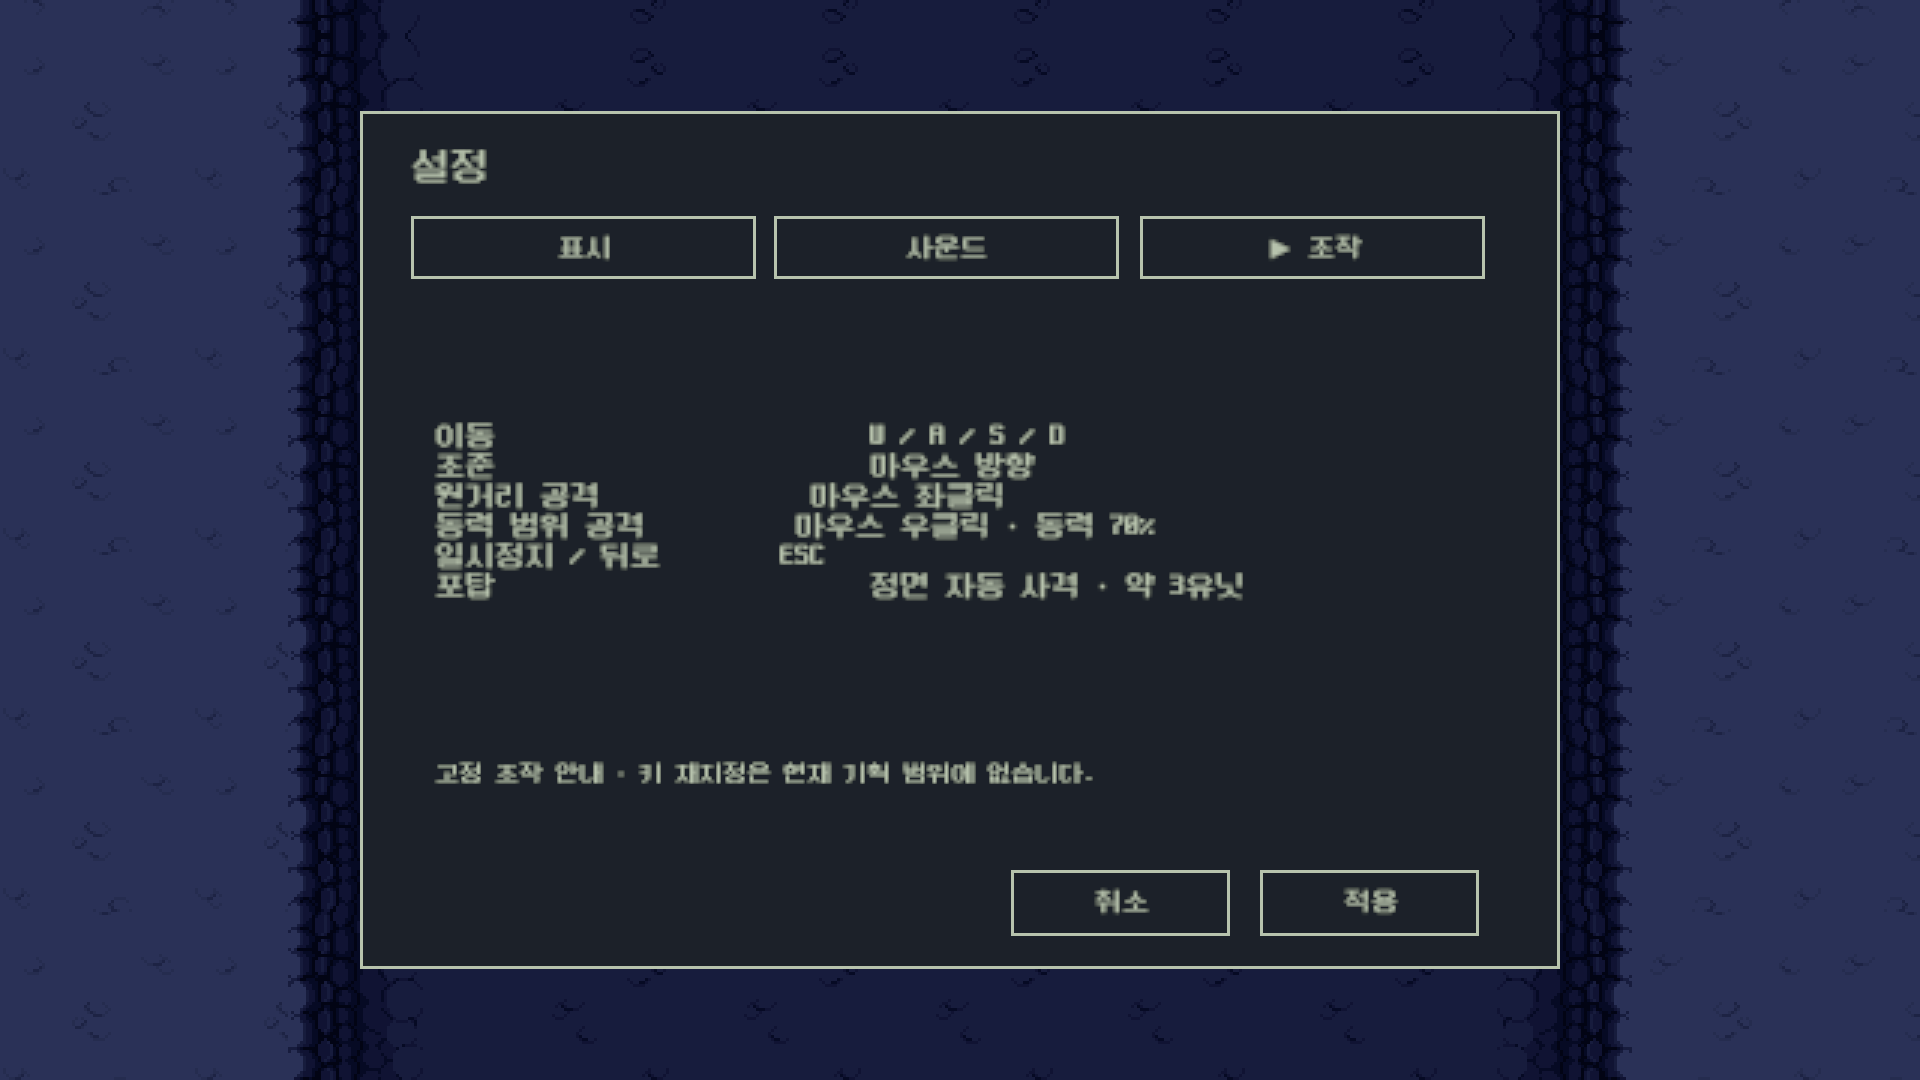 설정
표시 사운드 ▶ 조작
이동 W / A / S / D
조준 마우스 방향
원거리 공격 마우스 좌클릭
동력 범위 공격 마우스 우클릭 · 동력 70%
일시정지 / 뒤로 ESC
포탑 정면 자동 사격 · 약 3유닛
고정 조작 안내 · 키 재지정은 현재 기획 범위에 없습니다.
취소 적용